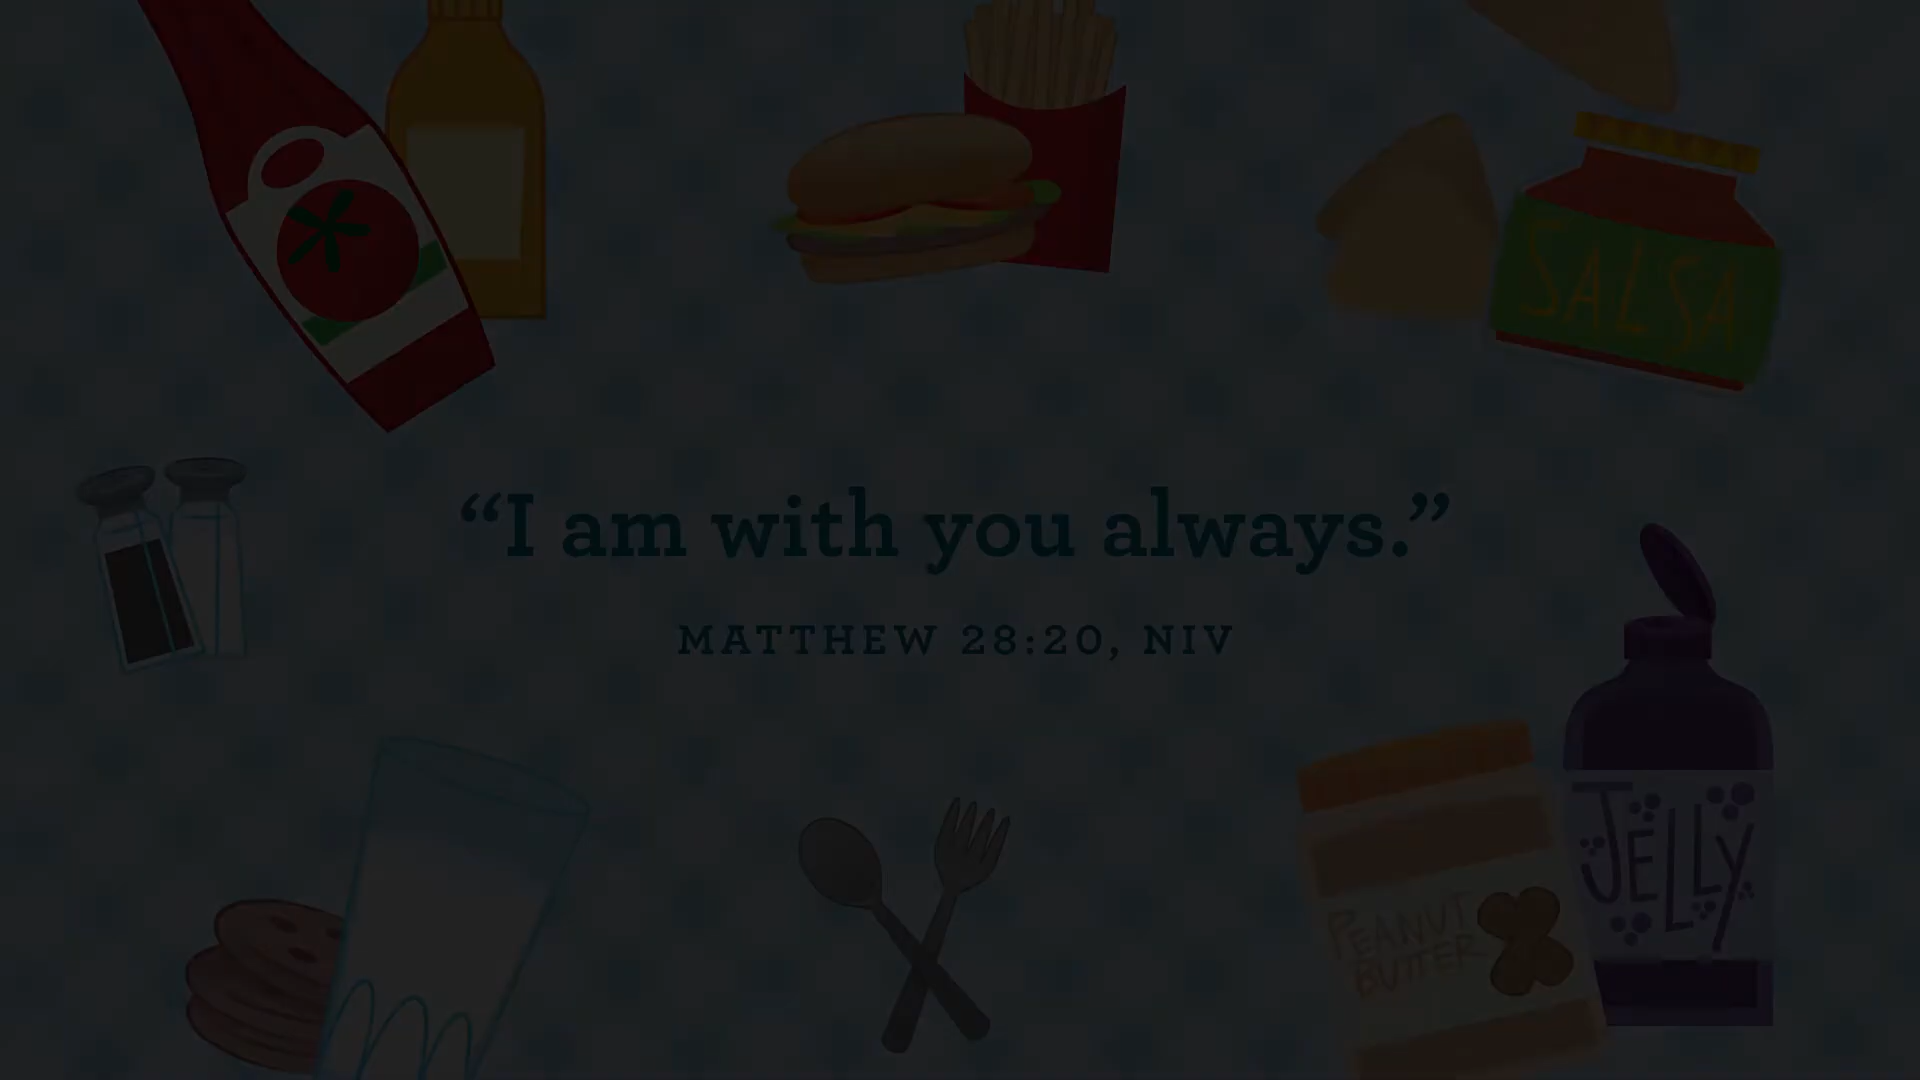 SALSA
“I am with you always.”
MATTHEW 28:20, NIV
JELLY
PEANUT
BUTTER